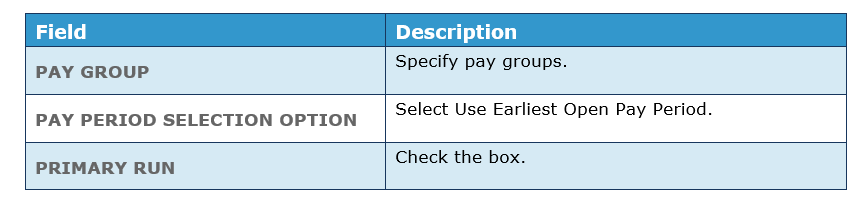 Field Description
PAY GROUP Specify pay groups.
PAY PERIOD SELECTION OPTION Select Use Earliest Open Pay Period.
PRIMARY RUN Check the box.